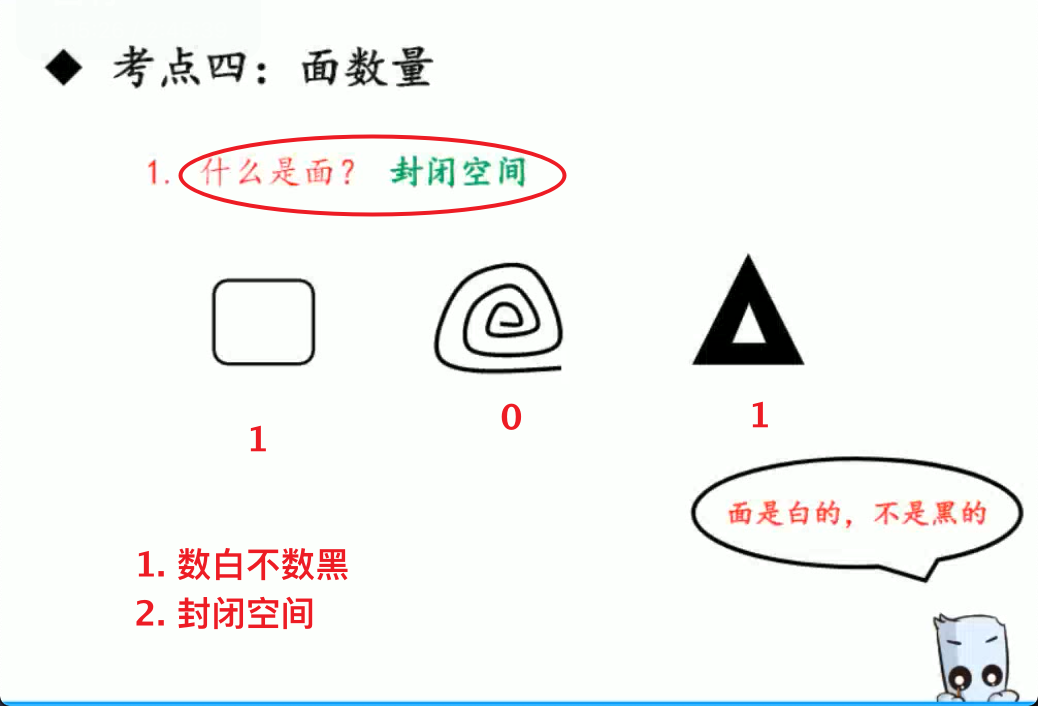 ◆ 考点四：面数量
1. 什么是面？ 封闭空间
1
0
1
面是白的，不是黑的
1. 数白不数黑
2. 封闭空间